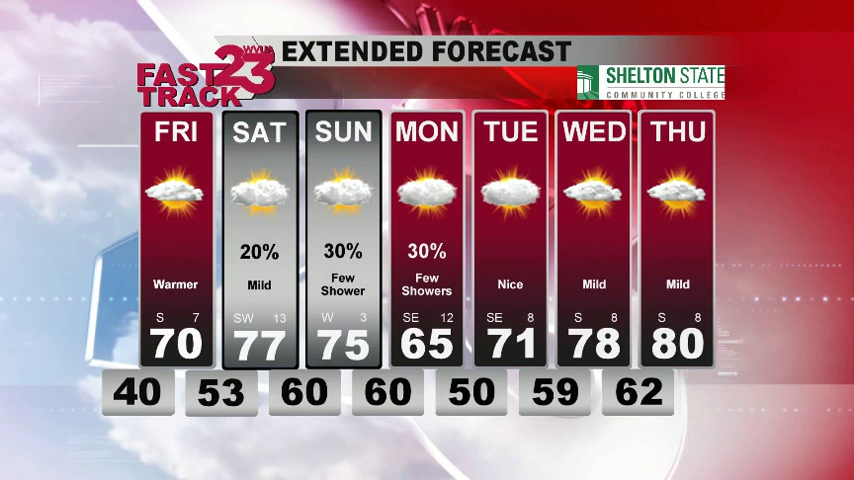 WVUA
23
FAST
TRACK
EXTENDED FORECAST
SHELTON STATE
COMMUNITY COLLEGE
FRI SAT SUN MON TUE WED THU
20% 30% 30%
Warmer Mild Few Shower Few Showers Nice Mild Mild
S 7 SW 13 W 3 SE 12 SE 8 S 8 S 8
70 77 75 65 71 78 80
40 53 60 60 50 59 62